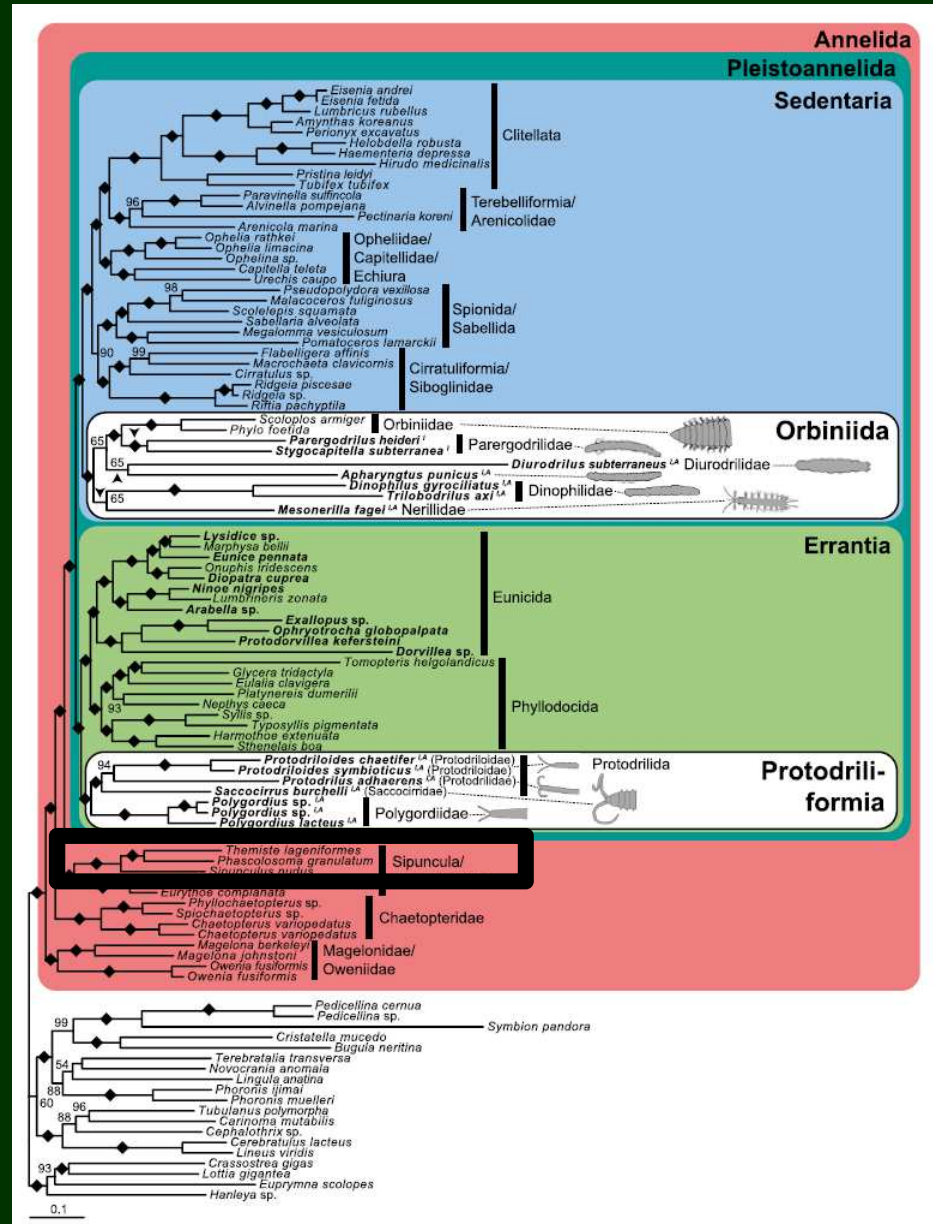 Annelida
Pleistoannelida
Sedentaria
Eisenia andrei
Eisenia fetida
Lumbricus rubellus
Amynthas koreanus
Perionyx excavatus
Helobdella robusta
Haementeria depressa
Hirudo medicinalis
Pristina leidyi
Tubifex tubifex
Clitellata
96
Paravinella sulfincola
Alvinella pompejana
Pectinaria koreni
Arenicola marina
Terebelliformia/
Arenicolidae
Ophelia rathkei
Ophelia limacina
Ophelina sp.
Capitella teleta
Urechis caupo
Opheliidae/
Capitellidae/
Echiura
98
Pseudopolydora vexillosa
Malacoceros fuliginosus
Scolelepis squamata
Sabellaria alveolata
Megalomma vesiculosum
Pomatoceros lamarckii
Spionida/
Sabellida
90
99
Flabelligera affinis
Macrochaeta clavicornis
Cirratulus sp.
Ridgeia piscesae
Ridgeia sp.
Riftia pachyptila
Cirratuliformia/
Siboglinidae
Orbiniida
Scoloplos armiger
Phylo foetida
Orbiniidae
65
Parergodrilus heideri I
Stygocapitella subterranea I
Parergodrilidae
65
Diurodrilus subterraneus I,A Diurodrilidae
Apharyngtus punicus I,A
Dinophilus gyrociliatus I,A
Trilobodrilus axi I,A
Dinophilidae
65
Mesonerilla fagei I,A Nerillidae
Errantia
Lysidice sp.
Marphysa bellii
Eunice pennata
Onuphis iridescens
Diopatra cuprea
Ninoe nigripes
Lumbrineris zonata
Arabella sp.
Exallopus sp.
Ophryotrocha globopalpata
Protodorvillea kefersteini
Dorvillea sp.
Eunicida
Tomopteris helgolandicus
Glycera tridactyla
Eulalia clavigera
Platynereis dumerilii
93
Nepthys caeca
Syllis sp.
Typosyllis pigmentata
Harmothoe extenuata
Sthenelais boa
Phyllodocida
94
Protodriloides chaetifer I,A (Protodriloidae)
Protodriloides symbioticus I,A (Protodriloidae)
Protodrilus adhaerens I,A (Protodrilidae)
Saccocirrus burchelli I,A (Saccocirridae)
Protodrilida
Protodrili-
formia
Polygordius sp. I,A
Polygordius sp. I,A
Polygordius lacteus I,A
Polygordiidae
Themiste lageniformes
Phascolosoma granulatum
Sipunculus nudus
Sipuncula/
Eurythoe complanata
Phyllochaetopterus sp.
Spiochaetopterus sp.
Chaetopterus variopedatus
Chaetopterus variopedatus
Chaetopteridae
Magelona berkeleyi
Magelona johnstoni
Owenia fusiformis
Owenia fusiformis
Magelonidae/
Oweniidae
Pedicellina cernua
Pedicellina sp.
99
Symbion pandora
Cristatella mucedo
Bugula neritina
Terebratalia transversa
54
Novocrania anomala
Lingula anatina
88
Phoronis ijimai
Phoronis muelleri
60
96
Tubulanus polymorpha
88
Carinoma mutabilis
Cephalothrix sp.
Cerebratulus lacteus
Lineus viridis
93
Crassostrea gigas
Lottia gigantea
Euprymna scolopes
Hanleya sp.
0.1